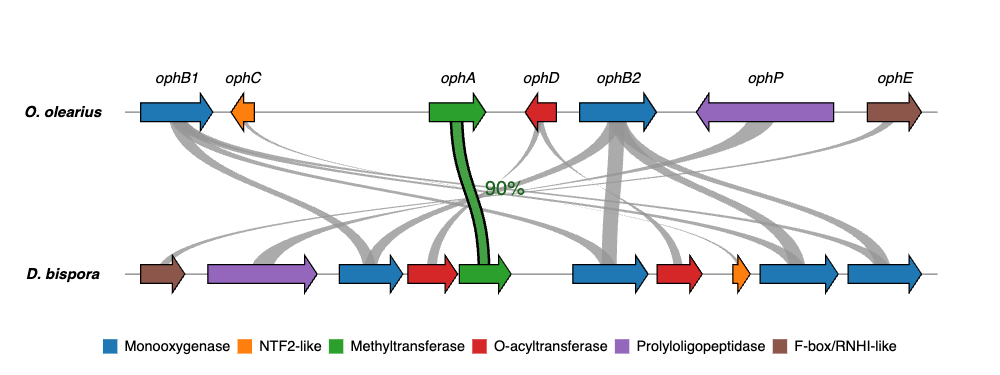 ophB1 ophC ophA ophD ophB2 ophP ophE
O. olearius
90%
D. bispora
Monooxygenase NTF2-like Methyltransferase O-acyltransferase Prolyloligopeptidase F-box/RNHI-like